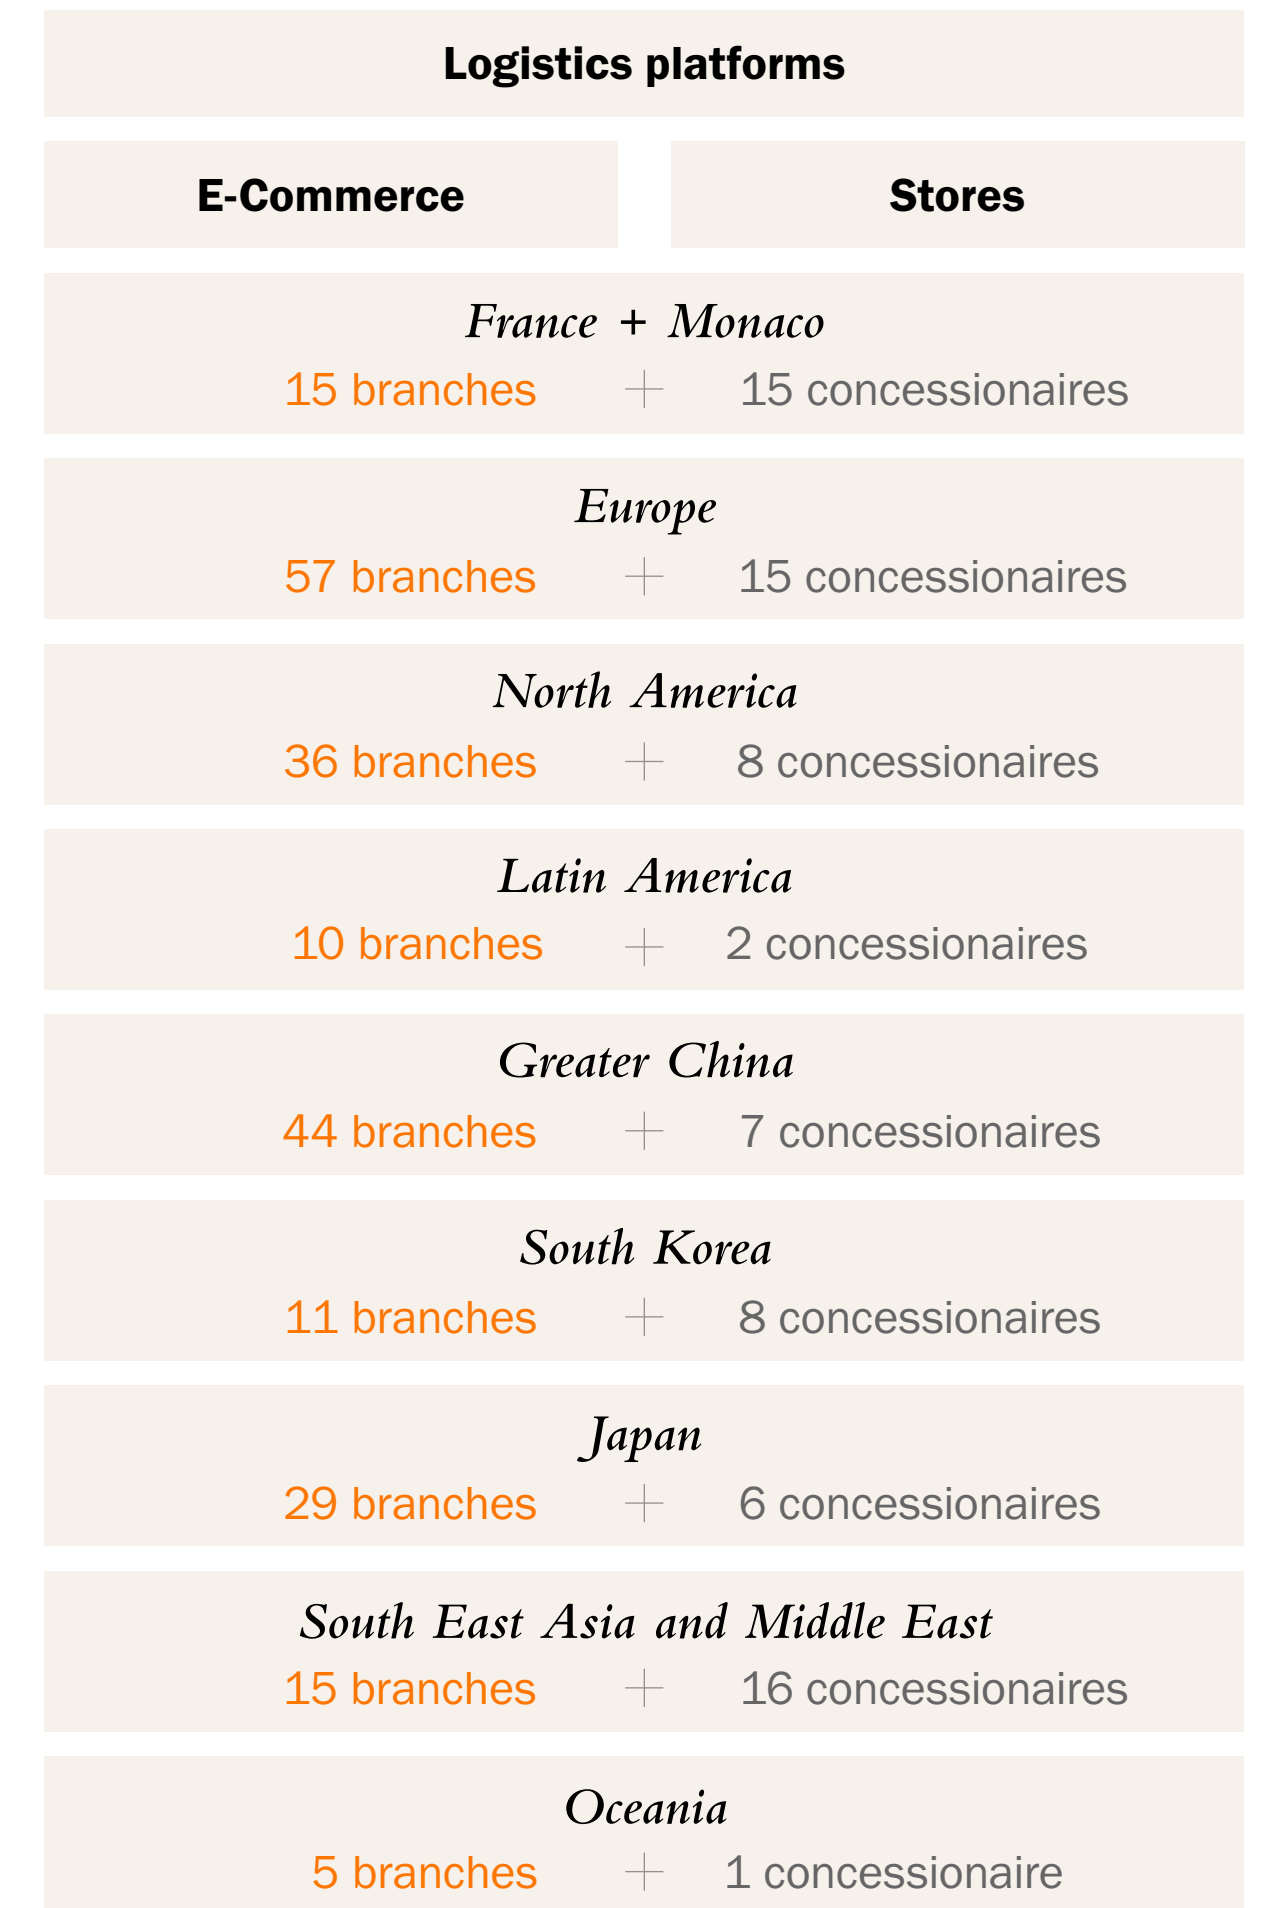 Logistics platforms
E-Commerce
Stores
France + Monaco
15 branches + 15 concessionaires
Europe
57 branches + 15 concessionaires
North America
36 branches + 8 concessionaires
Latin America
10 branches + 2 concessionaires
Greater China
44 branches + 7 concessionaires
South Korea
11 branches + 8 concessionaires
Japan
29 branches + 6 concessionaires
South East Asia and Middle East
15 branches + 16 concessionaires
Oceania
5 branches + 1 concessionaire